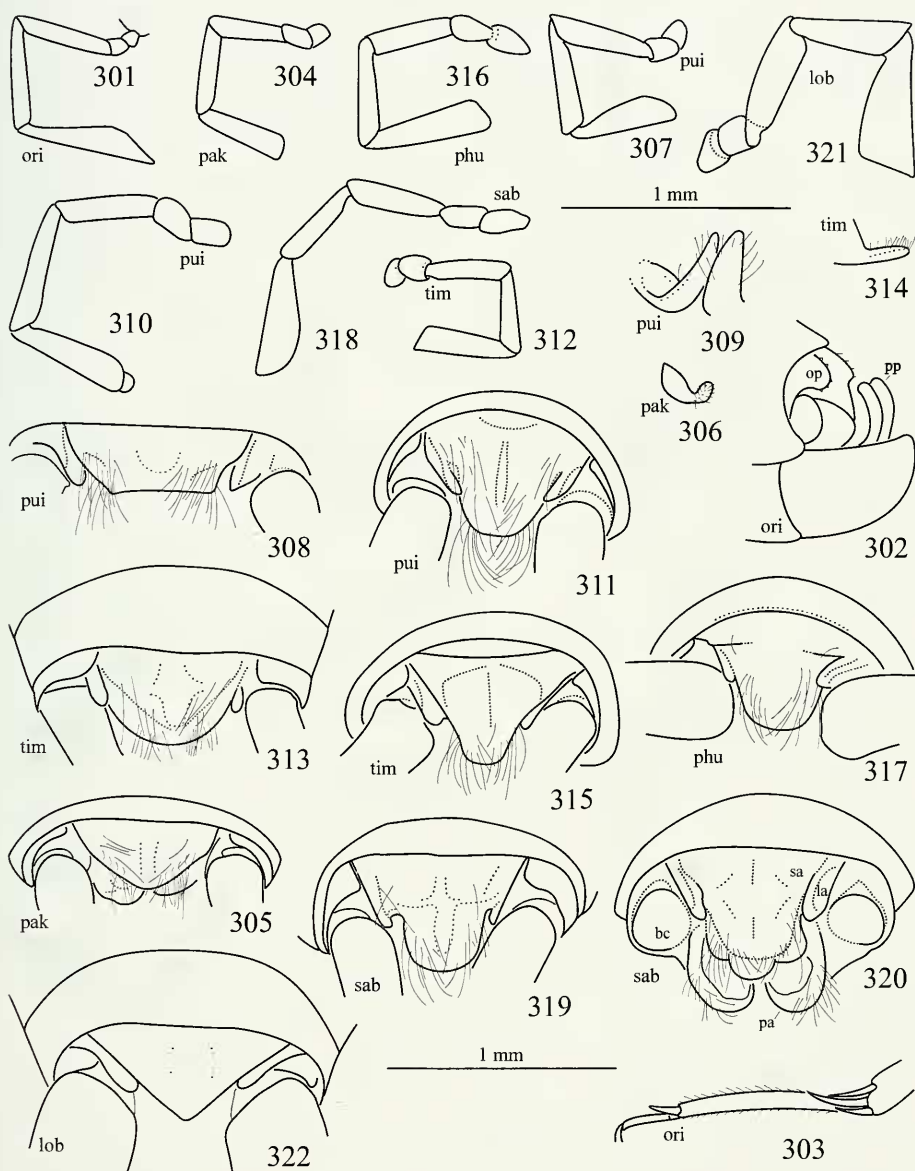 301
304
316
307
pui
lob
321
ori
pak
phu
sab
1 mm
tim
pui
tim
314
310
318
312
pui
309
op
pp
pak
306
pui
308
pui
311
ori
302
tim
313
tim
315
phu
317
pak
305
sab
319
sa
la
bc
sab
320
pa
1 mm
lob
322
ori
303